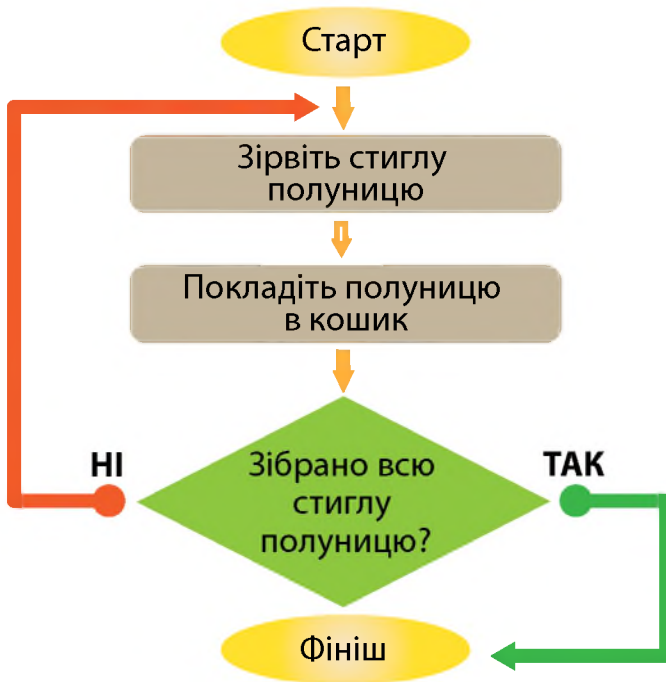 Старт
Зірвіть стиглу
полуницю
Покладіть полуницю
в кошик
НІ
ТАК
Зібрано всю
стиглу
полуницю?
Фініш